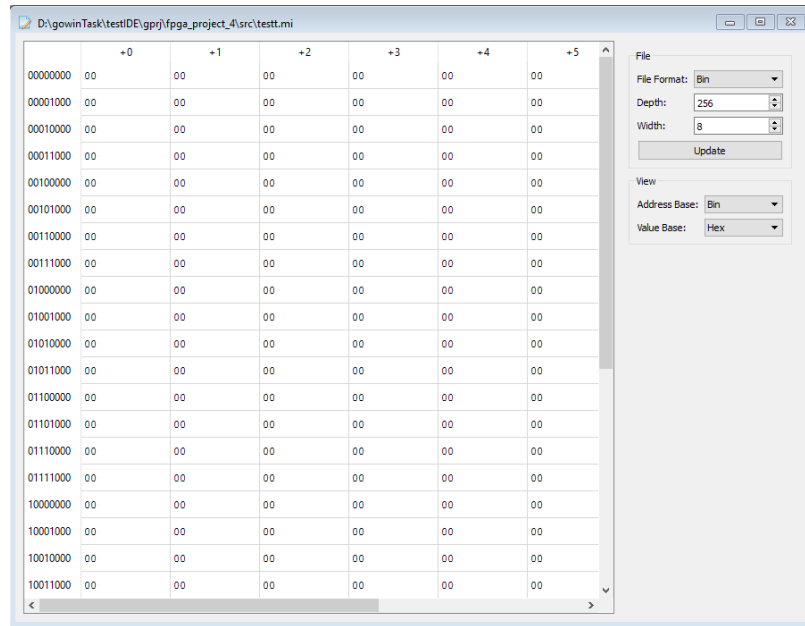 D:\gowinTask\testIDE\gprj\fpga_project_4\src\testt.mi
+0 +1 +2 +3 +4 +5
00000000 00 00 00 00 00 00
00001000 00 00 00 00 00 00
00010000 00 00 00 00 00 00
00011000 00 00 00 00 00 00
00100000 00 00 00 00 00 00
00101000 00 00 00 00 00 00
00110000 00 00 00 00 00 00
00111000 00 00 00 00 00 00
01000000 00 00 00 00 00 00
01001000 00 00 00 00 00 00
01010000 00 00 00 00 00 00
01011000 00 00 00 00 00 00
01100000 00 00 00 00 00 00
01101000 00 00 00 00 00 00
01110000 00 00 00 00 00 00
01111000 00 00 00 00 00 00
10000000 00 00 00 00 00 00
10001000 00 00 00 00 00 00
10010000 00 00 00 00 00 00
10011000 00 00 00 00 00 00
File
File Format: Bin
Depth: 256
Width: 8
Update
View
Address Base: Bin
Value Base: Hex